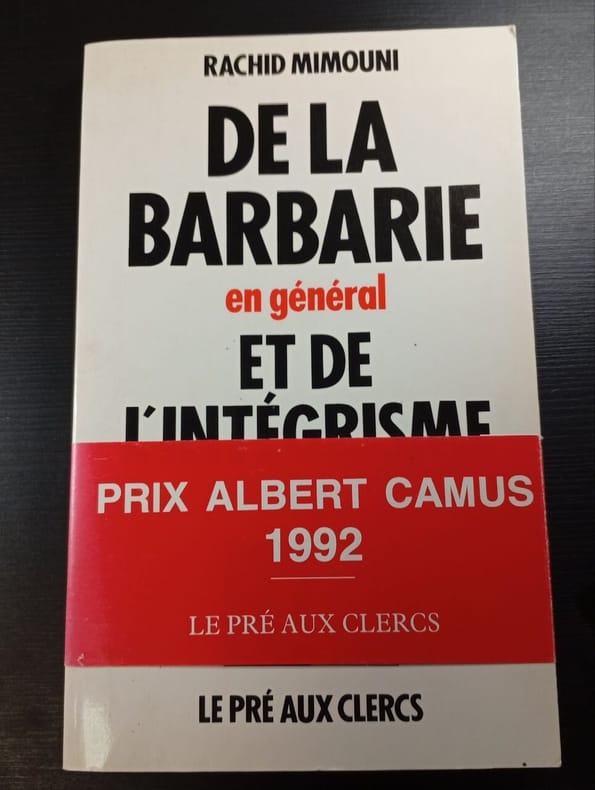 RACHID MIMOUNI
DE LA
BARBARIE
en général
ET DE
L'INTÉGRISME
PRIX ALBERT CAMUS
1992
LE PRÉ AUX CLERCS
LE PRÉ AUX CLERCS